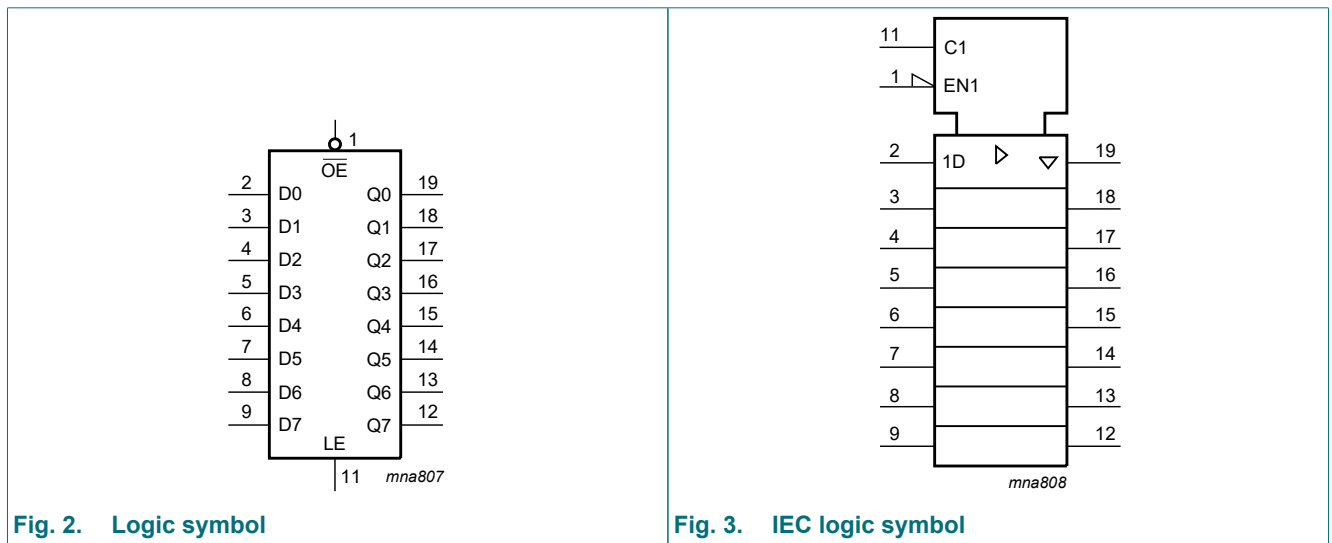 1
OE
2 D0 Q0 19
3 D1 Q1 18
4 D2 Q2 17
5 D3 Q3 16
6 D4 Q4 15
7 D5 Q5 14
8 D6 Q6 13
9 D7 Q7 12
LE
11 mna807
Fig. 2. Logic symbol
11 C1
1 EN1
2 1D 19
3 18
4 17
5 16
6 15
7 14
8 13
9 12
mna808
Fig. 3. IEC logic symbol